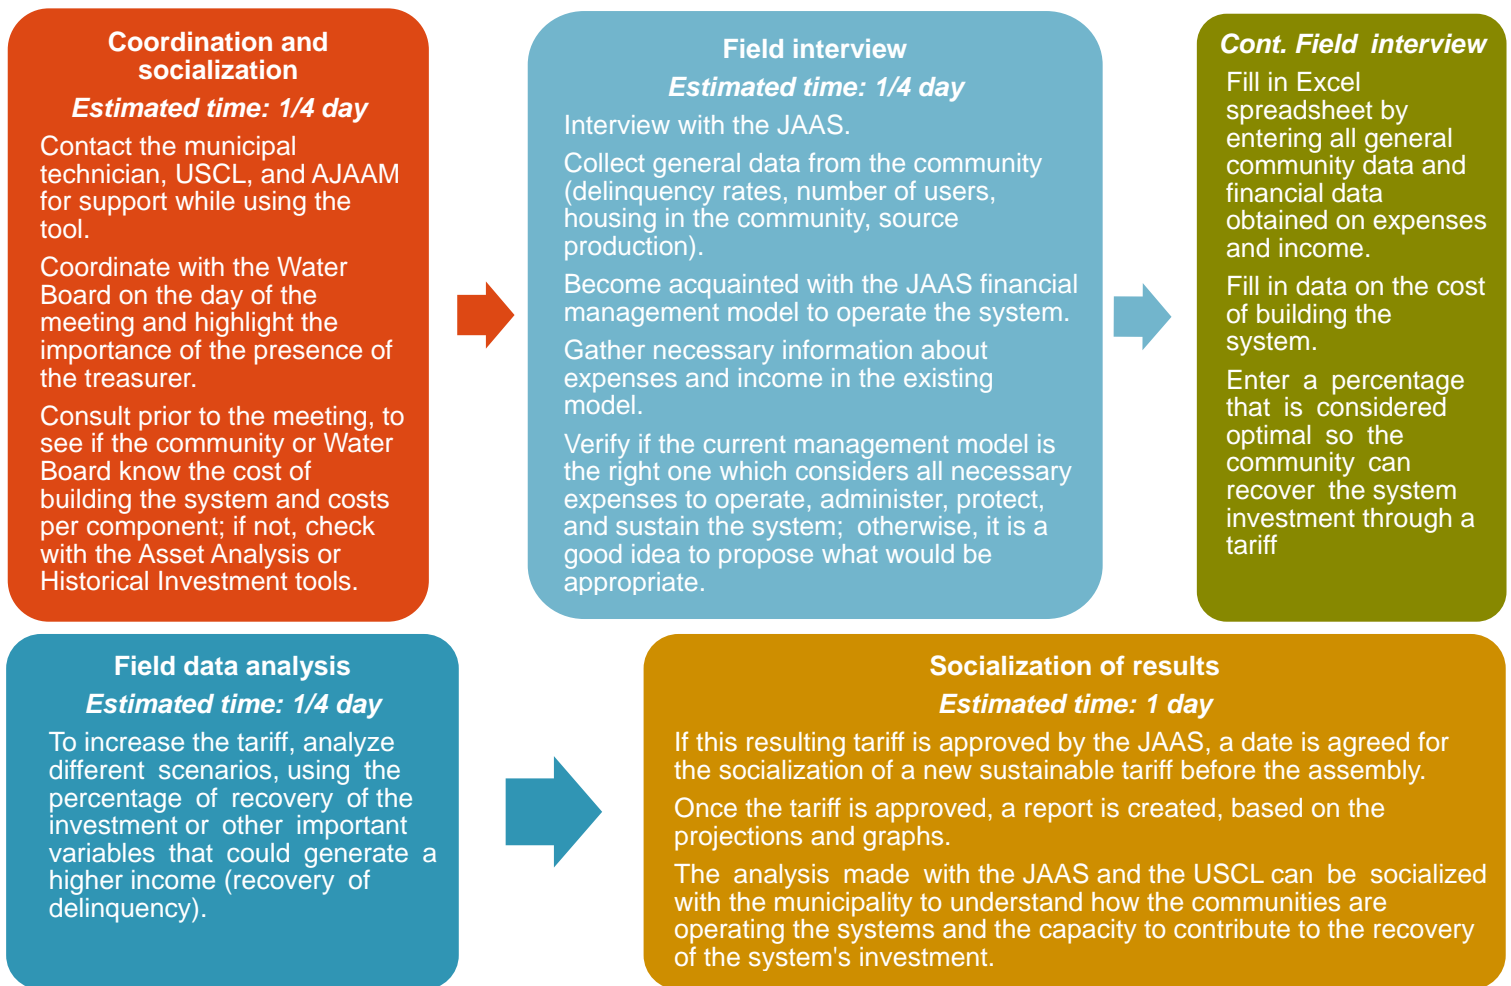 Coordination and
socialization
Estimated time: 1/4 day
Contact the municipal
technician, USCL, and AJAAM
for support while using the
tool.
Coordinate with the Water
Board on the day of the
meeting and highlight the
importance of the presence of
the treasurer.
Consult prior to the meeting, to
see if the community or Water
Board know the cost of
building the system and costs
per component; if not, check
with the Asset Analysis or
Historical Investment tools.
Field interview
Estimated time: 1/4 day
Interview with the JAAS.
Collect general data from the community
(delinquency rates, number of users,
housing in the community, source
production).
Become acquainted with the JAAS financial
management model to operate the system.
Gather necessary information about
expenses and income in the existing
model.
Verify if the current management model is
the right one which considers all necessary
expenses to operate, administer, protect,
and sustain the system; otherwise, it is a
good idea to propose what would be
appropriate.
Cont. Field interview
Fill in Excel
spreadsheet by
entering all general
community data and
financial data
obtained on expenses
and income.
Fill in data on the cost
of building the
system.
Enter a percentage
that is considered
optimal so the
community can
recover the system
investment through a
tariff
Field data analysis
Estimated time: 1/4 day
To increase the tariff, analyze
different scenarios, using the
percentage of recovery of the
investment or other important
variables that could generate a
higher income (recovery of
delinquency).
Socialization of results
Estimated time: 1 day
If this resulting tariff is approved by the JAAS, a date is agreed for
the socialization of a new sustainable tariff before the assembly.
Once the tariff is approved, a report is created, based on the
projections and graphs.
The analysis made with the JAAS and the USCL can be socialized
with the municipality to understand how the communities are
operating the systems and the capacity to contribute to the recovery
of the system's investment.